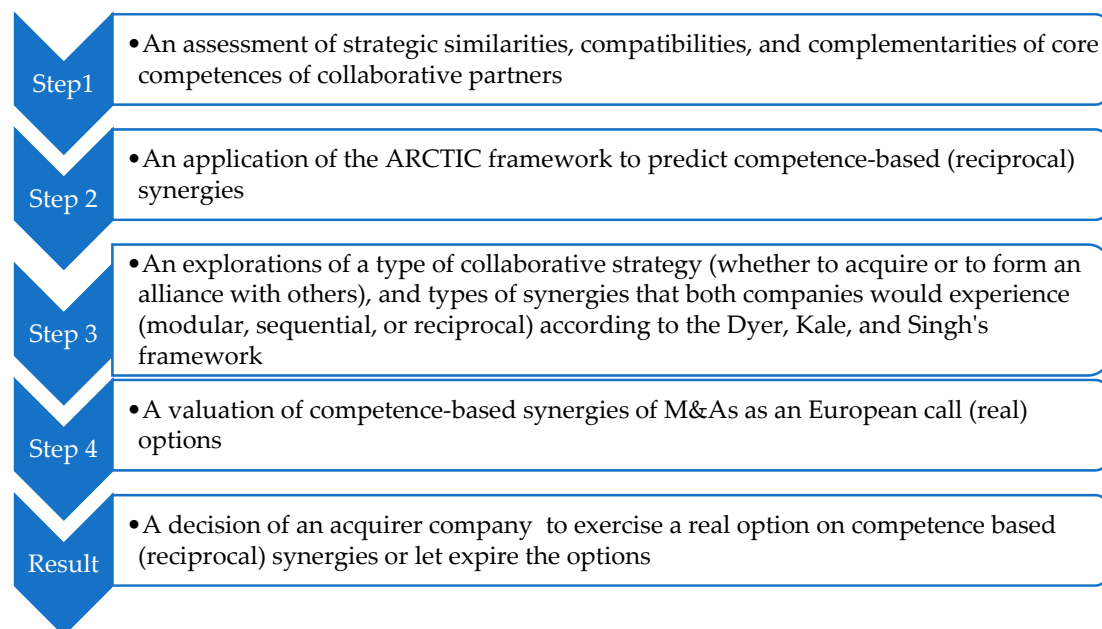 Step1
•An assessment of strategic similarities, compatibilities, and complementarities of core
competences of collaborative partners
Step 2
•An application of the ARCTIC framework to predict competence-based (reciprocal)
synergies
Step 3
•An explorations of a type of collaborative strategy (whether to acquire or to form an
alliance with others), and types of synergies that both companies would experience
(modular, sequential, or reciprocal) according to the Dyer, Kale, and Singh's
framework
Step 4
•A valuation of competence-based synergies of M&As as an European call (real)
options
Result
•A decision of an acquirer company to exercise a real option on competence based
(reciprocal) synergies or let expire the options